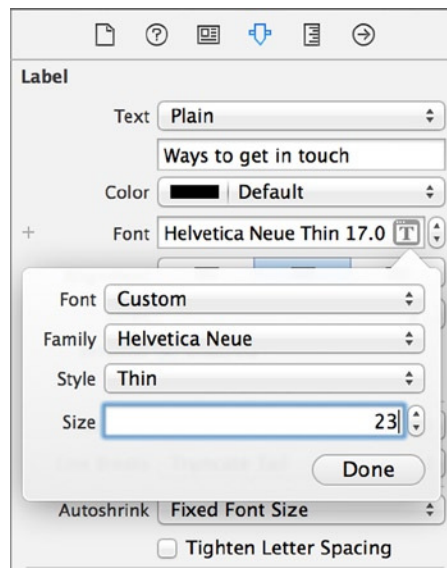 Label
Text Plain
Ways to get in touch
Color Default
+ Font Helvetica Neue Thin 17.0 T
Font Custom
Family Helvetica Neue
Style Thin
Size 23
Done
Autoshrink Fixed Font Size
Tighten Letter Spacing